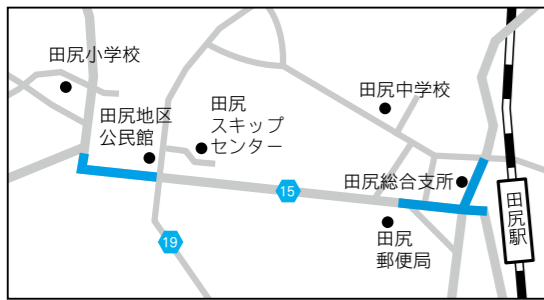 田尻小学校
田尻地区
公民館
田尻
スキップ
センター
田尻中学校
田尻総合支所
15
田尻
郵便局
19
田尻駅